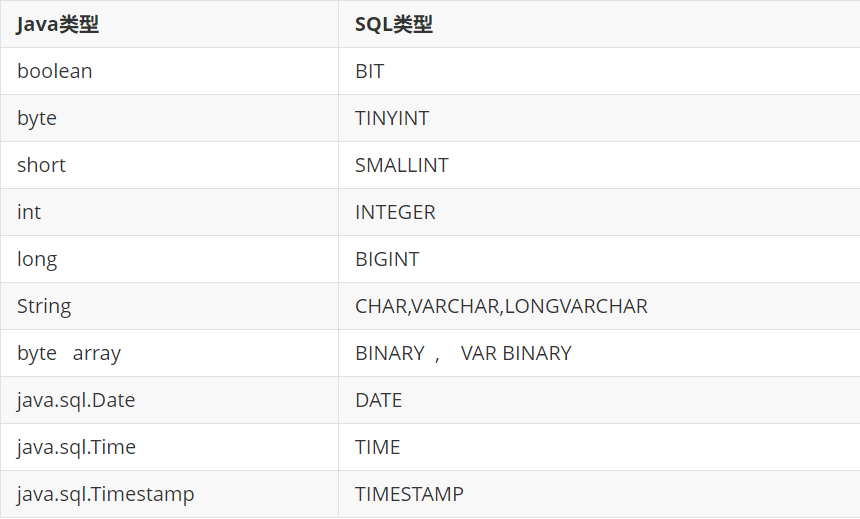 Java类型 SQL类型
boolean BIT
byte TINYINT
short SMALLINT
int INTEGER
long BIGINT
String CHAR,VARCHAR,LONGVARCHAR
byte array BINARY ， VAR BINARY
java.sql.Date DATE
java.sql.Time TIME
java.sql.Timestamp TIMESTAMP